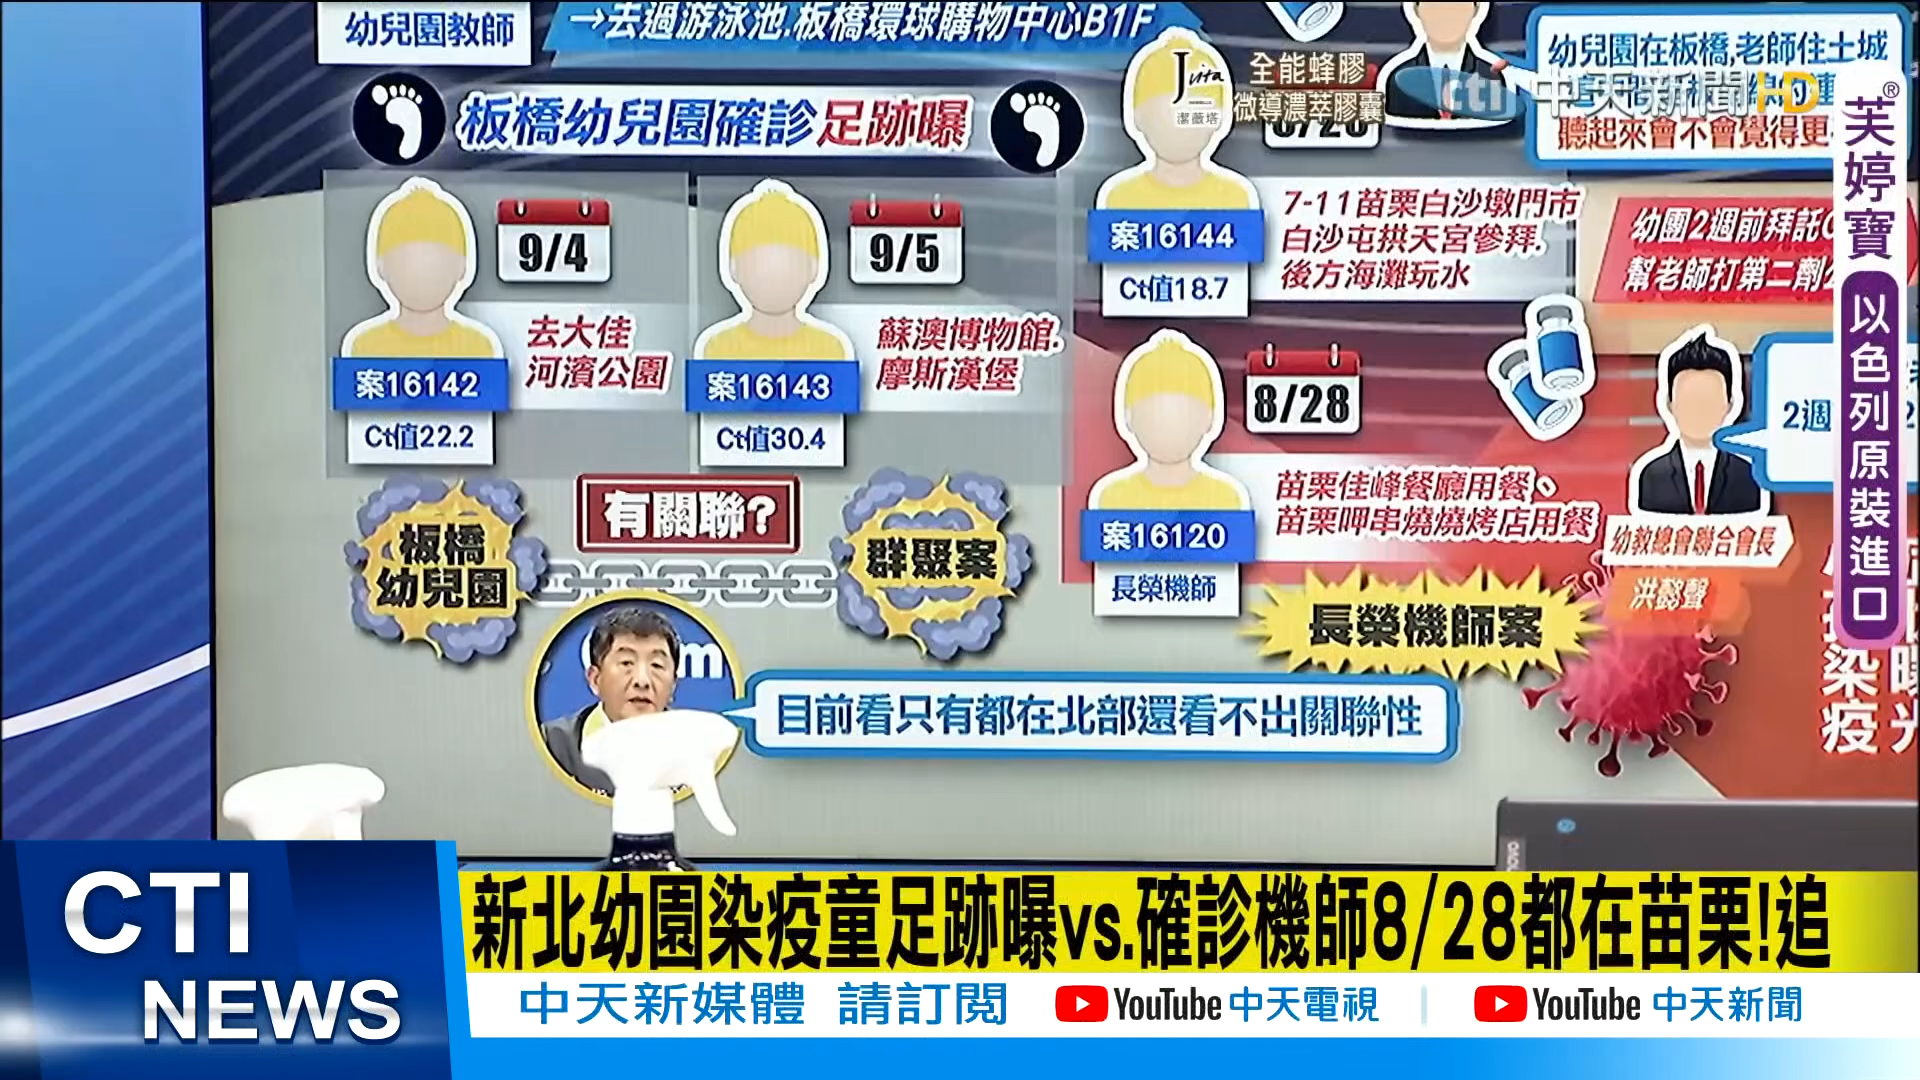 幼兒園教師
→去過游泳池.板橋環球購物中心B1F
板橋幼兒園確診足跡曝
9/4
去大佳
河濱公園
案16142
Ct值22.2
9/5
蘇澳博物館.
摩斯漢堡
案16143
Ct值30.4
Jvita
潔薇塔
全能蜂膠
微導濃萃膠囊
7-11苗栗白沙墩門市
白沙屯拱天宮參拜.
後方海灘玩水
案16144
Ct值18.7
8/28
苗栗佳峰餐廳用餐、
苗栗呷串燒燒烤店用餐
案16120
長榮機師
長榮機師案
板橋
幼兒園
有關聯?
群聚案
目前看只有都在北部還看不出關聯性
幼兒園在板橋,老師住土城
聽起來會不會覺得更
cti中天新聞HD
幼園2週前拜託
幫老師打第二劑
2週
幼教總會聯合會長
洪懿聲
染疫
芙婷寶®
以色列原裝進口
CTI
NEWS
新北幼園染疫童足跡曝vs.確診機師8/28都在苗栗!追
中天新媒體 請訂閱 YouTube 中天電視 | YouTube 中天新聞